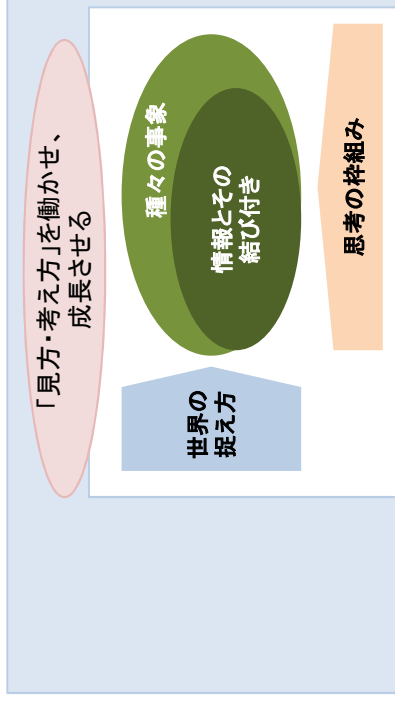 「見方・考え方」を働かせ、
成長させる
種々の事象
情報とその
結び付き
世界の
捉え方
思考の枠組み